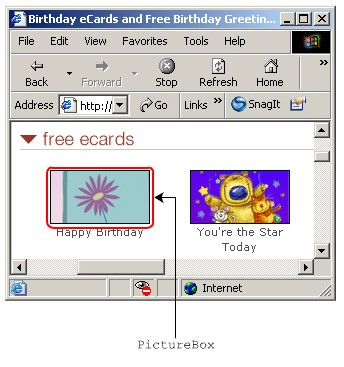 Birthday eCards and Free Birthday Greetin...
File Edit View Favorites Tools Help
Back Forward Stop Refresh Home
Address http:/ Go Links » SnagIt
free ecards
Happy Birthday You're the Star
Today
Internet
PictureBox